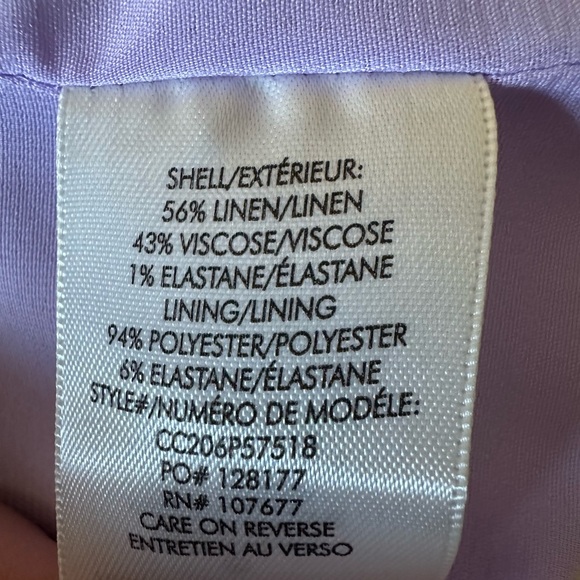 SHELL/EXTÉRIEUR:
56% LINEN/LINEN
43% VISCOSE/VISCOSE
1% ELASTANE/ÉLASTANE
LINING/LINING
94% POLYESTER/POLYESTER
6% ELASTANE/ÉLASTANE
STYLE#/NUMÉRO DE MODÉLE:
CC206P57518
PO# 128177
RN# 107677
CARE ON REVERSE
ENTRETIEN AU VERSO